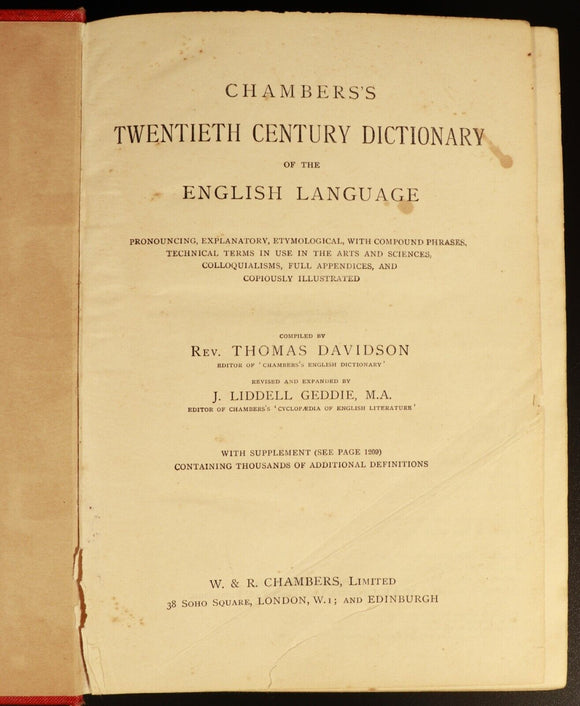 CHAMBERS'S
TWENTIETH CENTURY DICTIONARY
OF THE
ENGLISH LANGUAGE
PRONOUNCING, EXPLANATORY, ETYMOLOGICAL, WITH COMPOUND PHRASES,
TECHNICAL TERMS IN USE IN THE ARTS AND SCIENCES,
COLLOQUIALISMS, FULL APPENDICES, AND
COPIOUSLY ILLUSTRATED
COMPILED BY
REV. THOMAS DAVIDSON
EDITOR OF 'CHAMBERS'S ENGLISH DICTIONARY'
REVISED AND EXPANDED BY
J. LIDDELL GEDDIE, M.A.
EDITOR OF CHAMBERS'S 'CYCLOPÆDIA OF ENGLISH LITERATURE'
WITH SUPPLEMENT (SEE PAGE 1209)
CONTAINING THOUSANDS OF ADDITIONAL DEFINITIONS
W. & R. CHAMBERS, LIMITED
38 SOHO SQUARE, LONDON, W.1; AND EDINBURGH